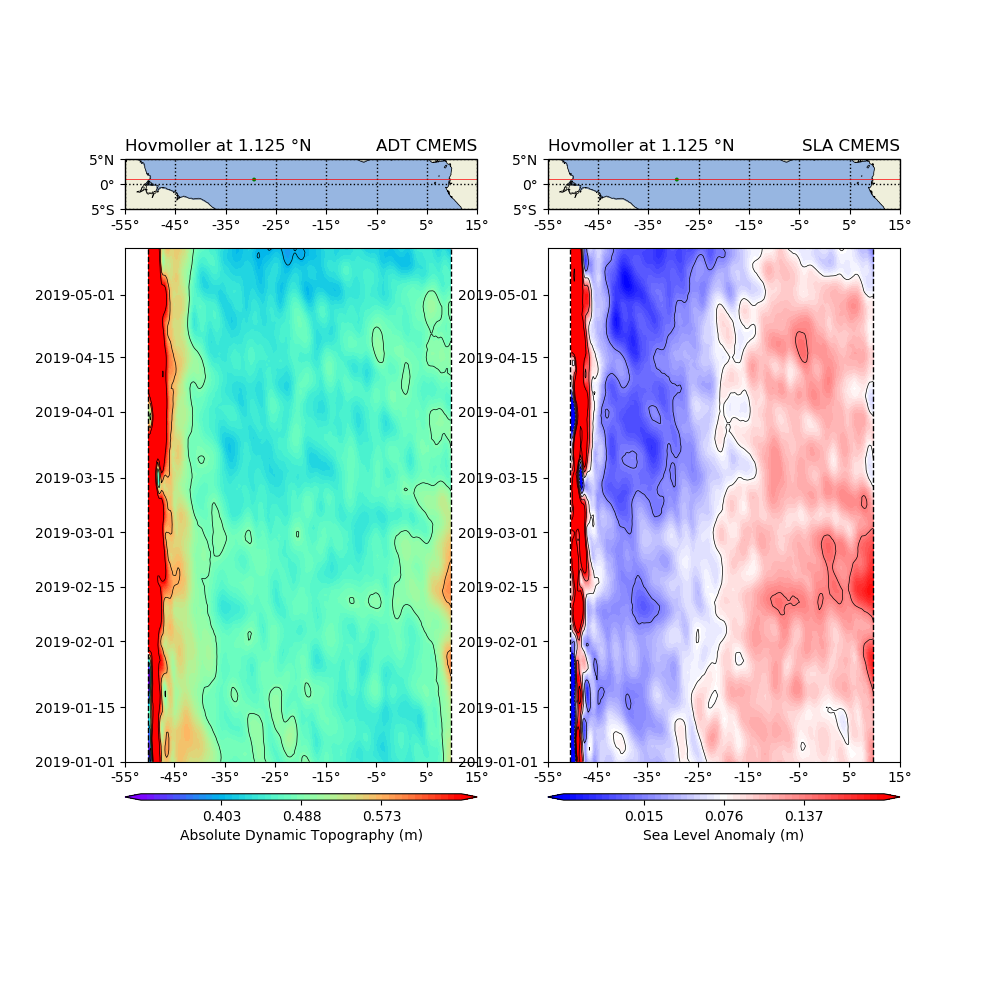 Hovmoller at 1.125 °N ADT CMEMS
5°N
0°
5°S
-55° -45° -35° -25° -15° -5° 5° 15°
2019-05-01
2019-04-15
2019-04-01
2019-03-15
2019-03-01
2019-02-15
2019-02-01
2019-01-15
2019-01-01
-55° -45° -35° -25° -15° -5° 5° 15°
0.403 0.488 0.573
Absolute Dynamic Topography (m)
Hovmoller at 1.125 °N SLA CMEMS
5°N
0°
5°S
-55° -45° -35° -25° -15° -5° 5° 15°
2019-05-01
2019-04-15
2019-04-01
2019-03-15
2019-03-01
2019-02-15
2019-02-01
2019-01-15
2019-01-01
-55° -45° -35° -25° -15° -5° 5° 15°
0.015 0.076 0.137
Sea Level Anomaly (m)